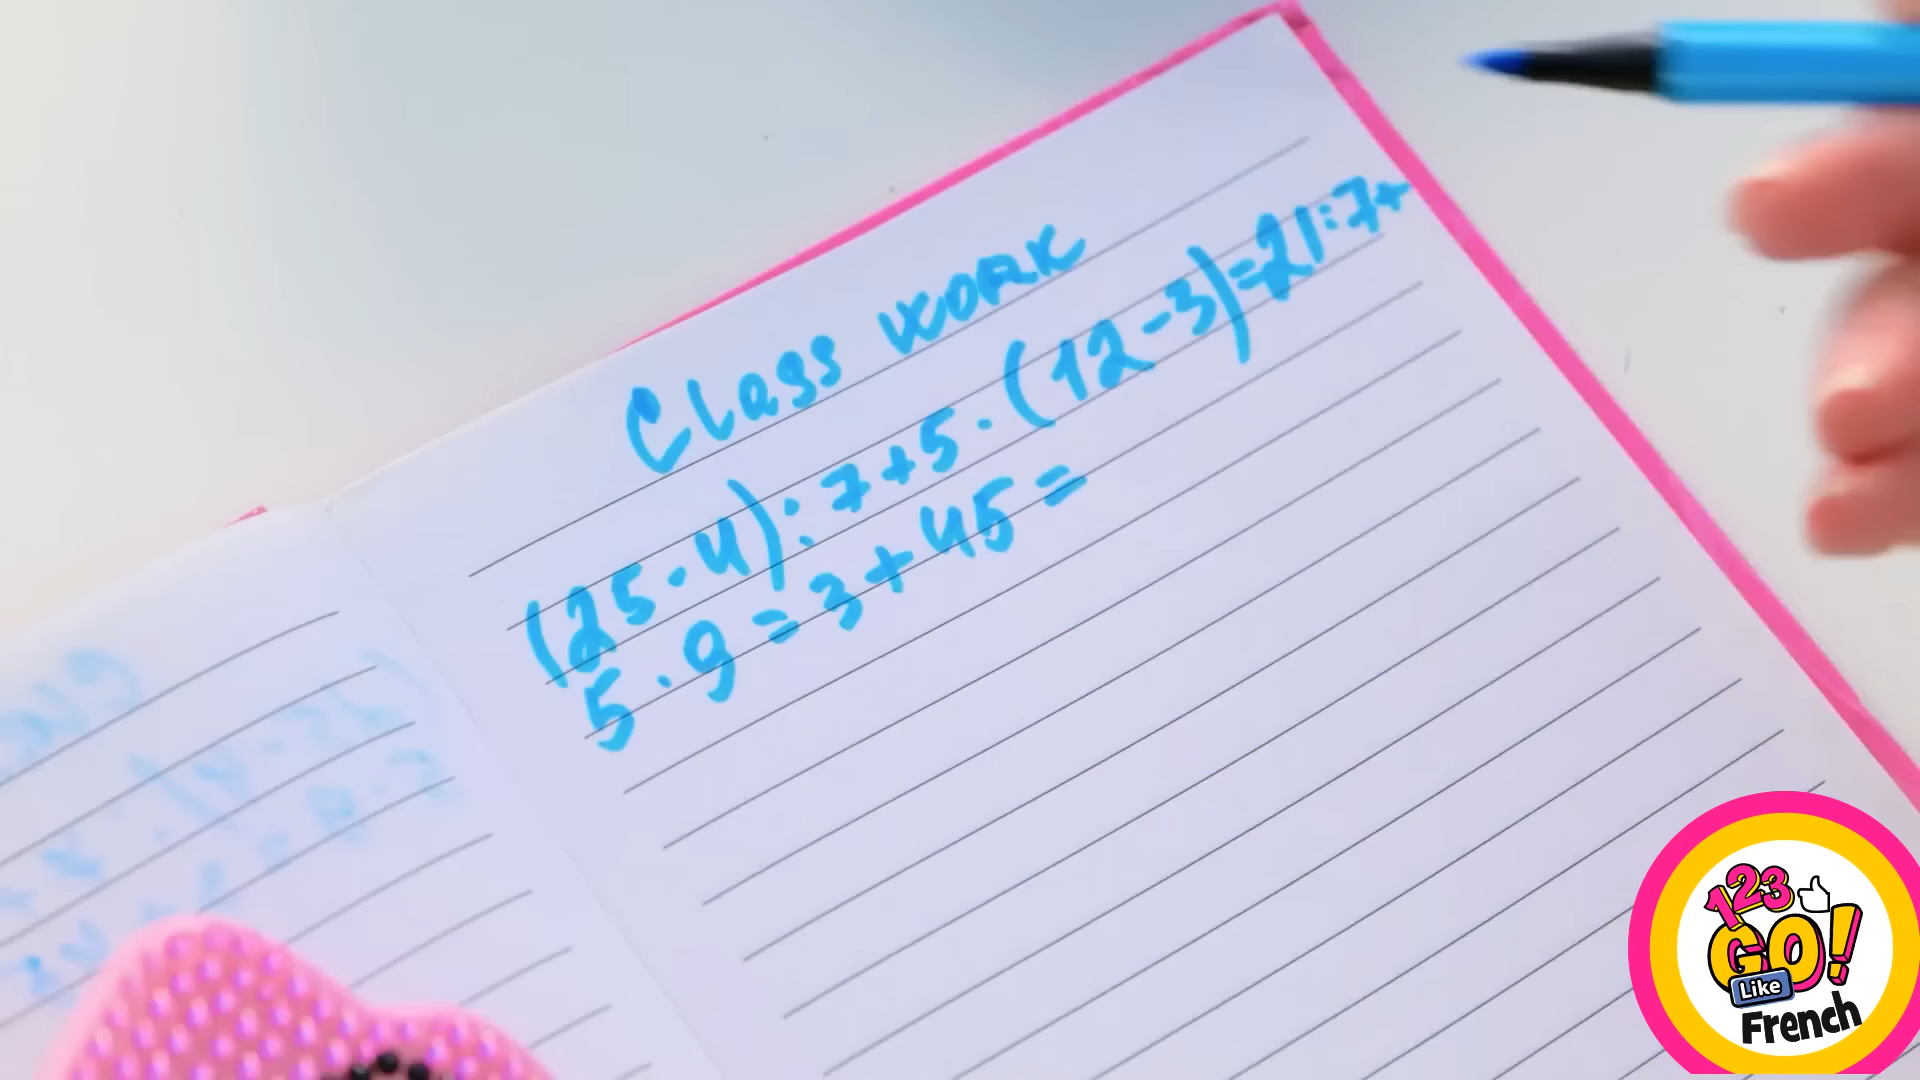 Class work
(25-4):7+5·(12-3)=21:7+
5·9=3+45=
123
GO!
Like
French